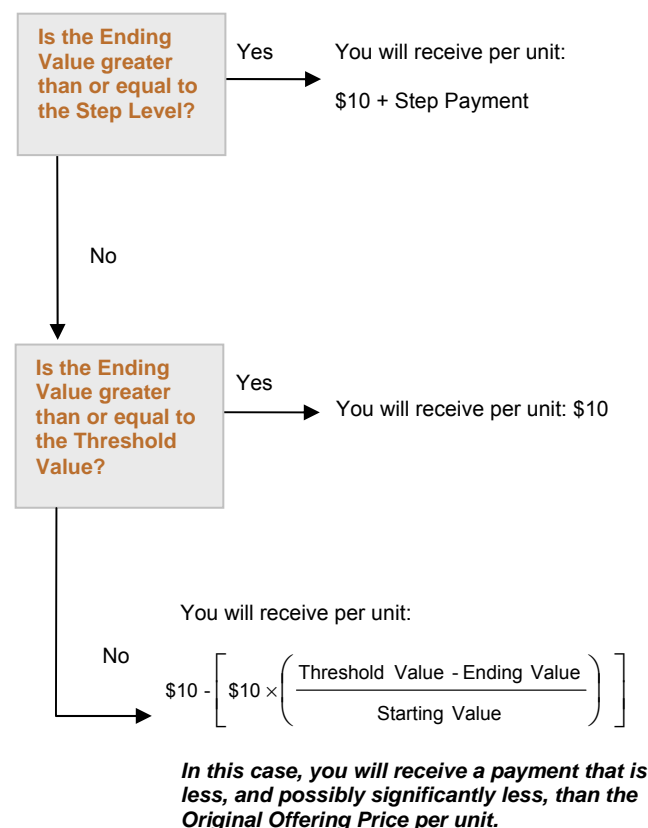 Is the Ending
Value greater
than or equal to
the Step Level?
Yes
You will receive per unit:
$10 + Step Payment
No
Is the Ending
Value greater
than or equal to
the Threshold
Value?
Yes
You will receive per unit: $10
You will receive per unit:
No
$10 - [ $10 × ( Threshold Value - Ending Value / Starting Value ) ]
In this case, you will receive a payment that is
less, and possibly significantly less, than the
Original Offering Price per unit.